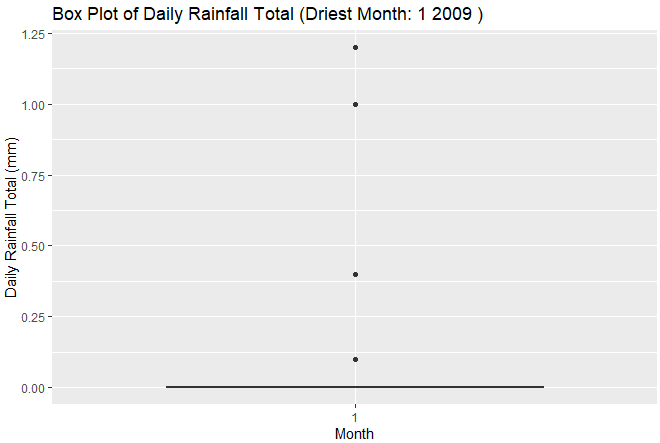 Box Plot of Daily Rainfall Total (Driest Month: 1 2009 )
Daily Rainfall Total (mm)
1.25
1.00
0.75
0.50
0.25
0.00
1
Month